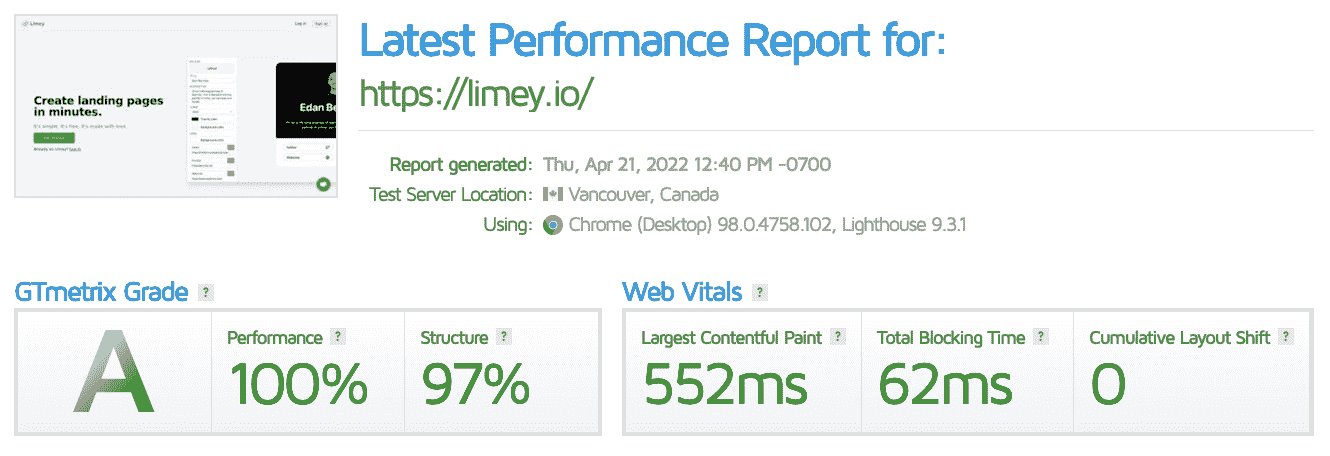 Limey
Log in
Sign up
Create landing pages
in minutes.
It's simple, it's free, it's made with love.
Already on Limey? Log in
Edan Be
Latest Performance Report for:
https://limey.io/
Report generated: Thu, Apr 21, 2022 12:40 PM -0700
Test Server Location: Vancouver, Canada
Using: Chrome (Desktop) 98.0.4758.102, Lighthouse 9.3.1
GTmetrix Grade ?
A
Performance ?
100%
Structure ?
97%
Web Vitals ?
Largest Contentful Paint ?
552ms
Total Blocking Time ?
62ms
Cumulative Layout Shift ?
0